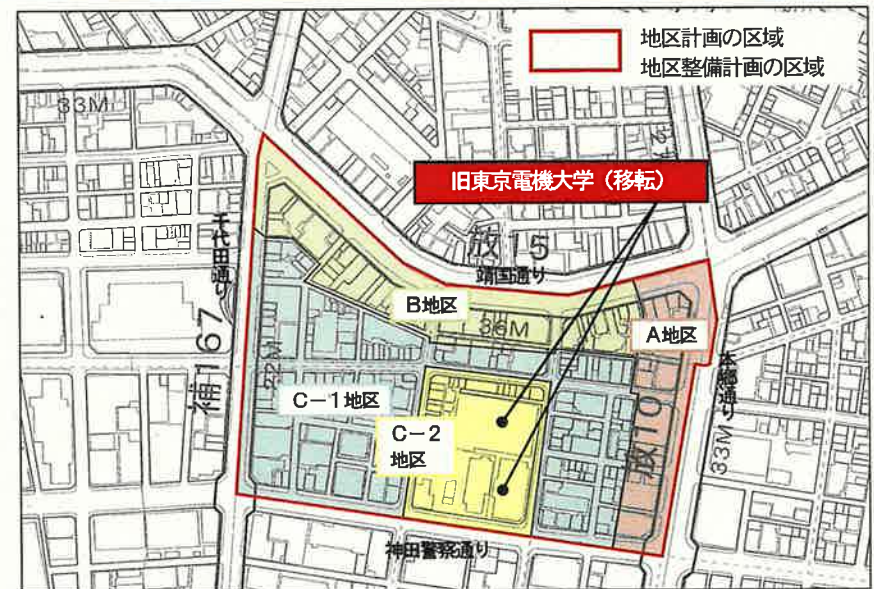 地区計画の区域
地区整備計画の区域
33M
旧東京電機大学（移転）
千代田通り
放15
靖国通り
B地区
36M
A地区
補167
22M
C－1地区
C－2
地区
本郷通り
放10
33M
神田警察通り